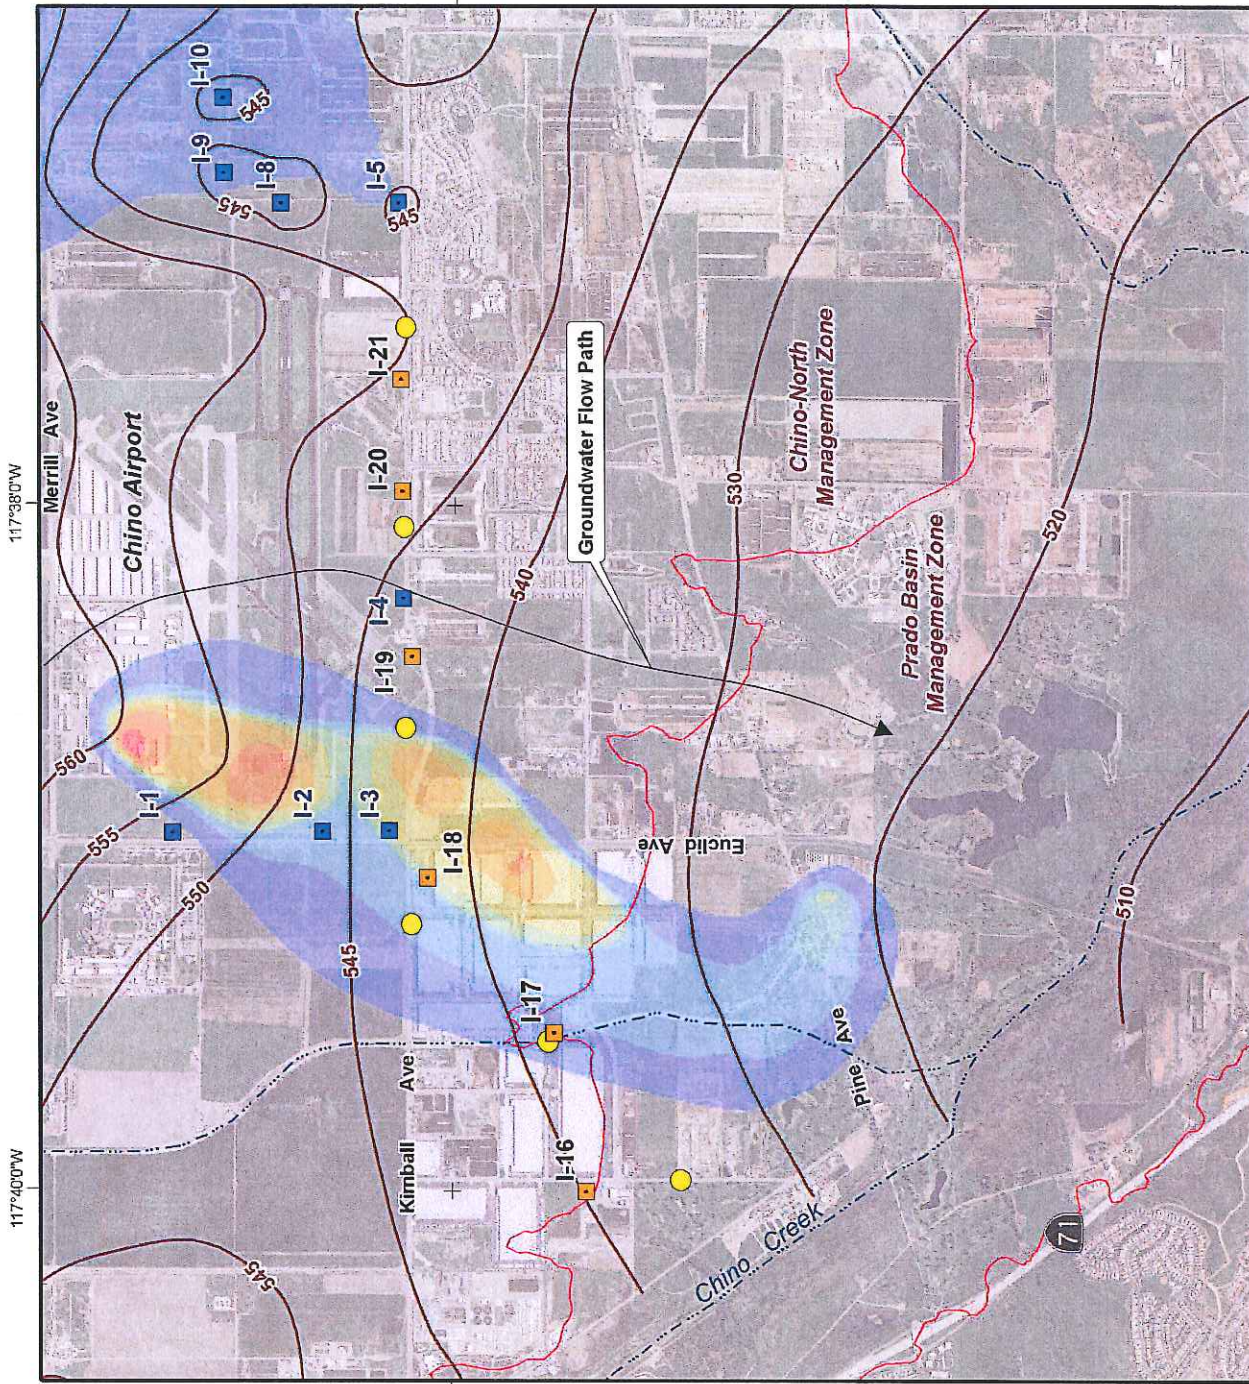 117°40'0"W
117°38'0"W
Merrill Ave
Chino Airport
560
555
550
545
545
545
545
545
540
530
520
510
I-1
I-2
I-3
I-4
I-5
I-8
I-9
I-10
I-16
I-17
I-18
I-19
I-20
I-21
Kimball Ave
Groundwater Flow Path
Euclid Ave
Pine Ave
Chino Creek
Chino-North
Management Zone
Prado Basin
Management Zone
71